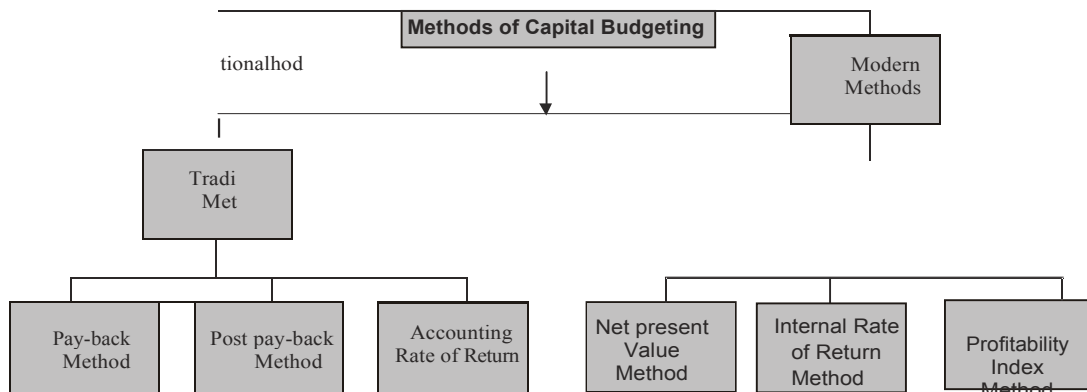 Methods of Capital Budgeting
tionalhod
Modern
Methods
Tradi
Met
Pay-back
Method
Post pay-back
Method
Accounting
Rate of Return
Net present
Value
Method
Internal Rate
of Return
Method
Profitability
Index
Method